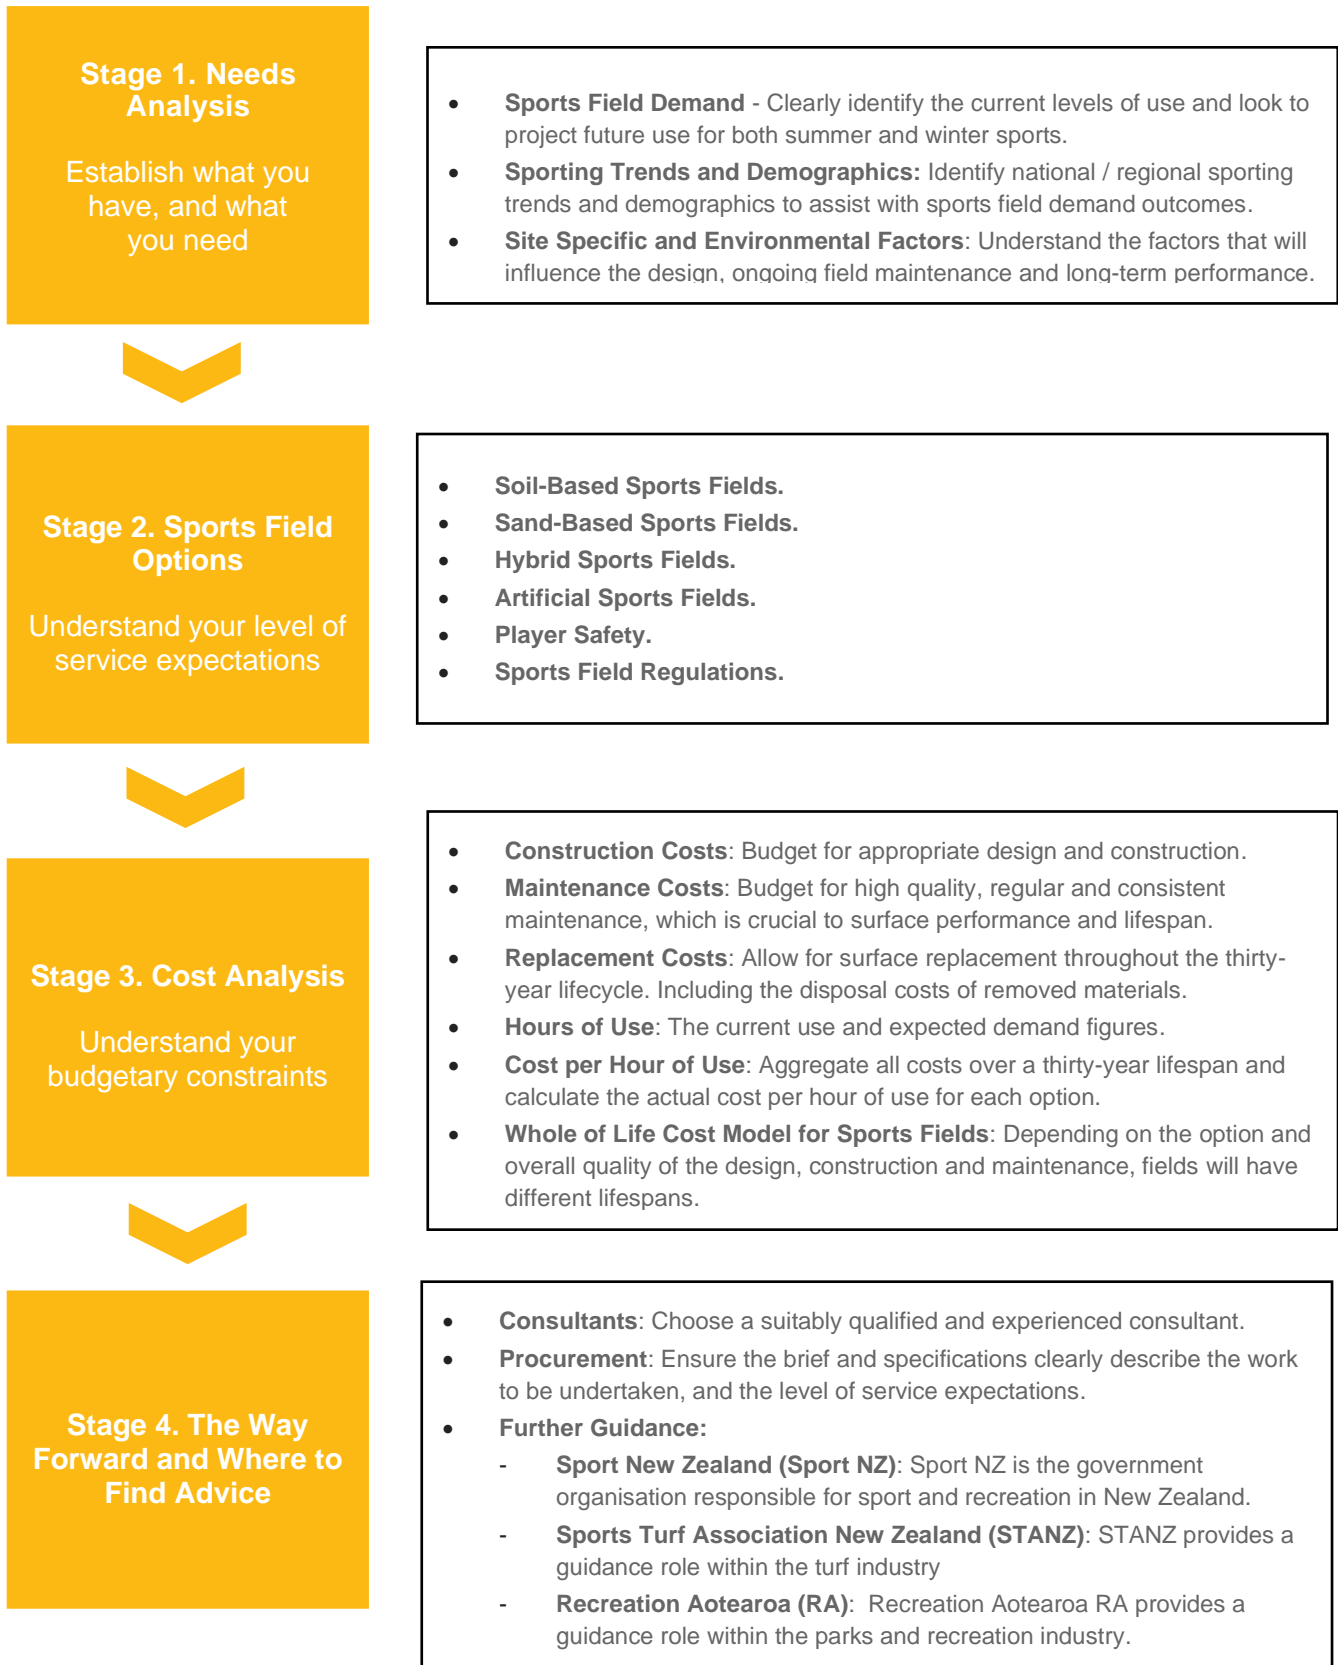 Stage 1. Needs
Analysis
Establish what you
have, and what
you need
• Sports Field Demand - Clearly identify the current levels of use and look to
project future use for both summer and winter sports.
• Sporting Trends and Demographics: Identify national / regional sporting
trends and demographics to assist with sports field demand outcomes.
• Site Specific and Environmental Factors: Understand the factors that will
influence the design, ongoing field maintenance and long-term performance.
Stage 2. Sports Field
Options
Understand your level of
service expectations
• Soil-Based Sports Fields.
• Sand-Based Sports Fields.
• Hybrid Sports Fields.
• Artificial Sports Fields.
• Player Safety.
• Sports Field Regulations.
Stage 3. Cost Analysis
Understand your
budgetary constraints
• Construction Costs: Budget for appropriate design and construction.
• Maintenance Costs: Budget for high quality, regular and consistent
maintenance, which is crucial to surface performance and lifespan.
• Replacement Costs: Allow for surface replacement throughout the thirty-
year lifecycle. Including the disposal costs of removed materials.
• Hours of Use: The current use and expected demand figures.
• Cost per Hour of Use: Aggregate all costs over a thirty-year lifespan and
calculate the actual cost per hour of use for each option.
• Whole of Life Cost Model for Sports Fields: Depending on the option and
overall quality of the design, construction and maintenance, fields will have
different lifespans.
Stage 4. The Way
Forward and Where to
Find Advice
• Consultants: Choose a suitably qualified and experienced consultant.
• Procurement: Ensure the brief and specifications clearly describe the work
to be undertaken, and the level of service expectations.
• Further Guidance:
- Sport New Zealand (Sport NZ): Sport NZ is the government
organisation responsible for sport and recreation in New Zealand.
- Sports Turf Association New Zealand (STANZ): STANZ provides a
guidance role within the turf industry
- Recreation Aotearoa (RA): Recreation Aotearoa RA provides a
guidance role within the parks and recreation industry.